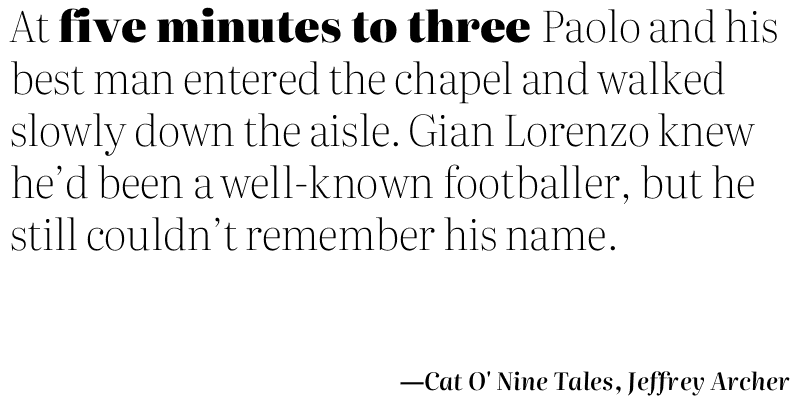 At five minutes to three Paolo and his
best man entered the chapel and walked
slowly down the aisle. Gian Lorenzo knew
he’d been a well-known footballer, but he
still couldn’t remember his name.
—Cat O' Nine Tales, Jeffrey Archer